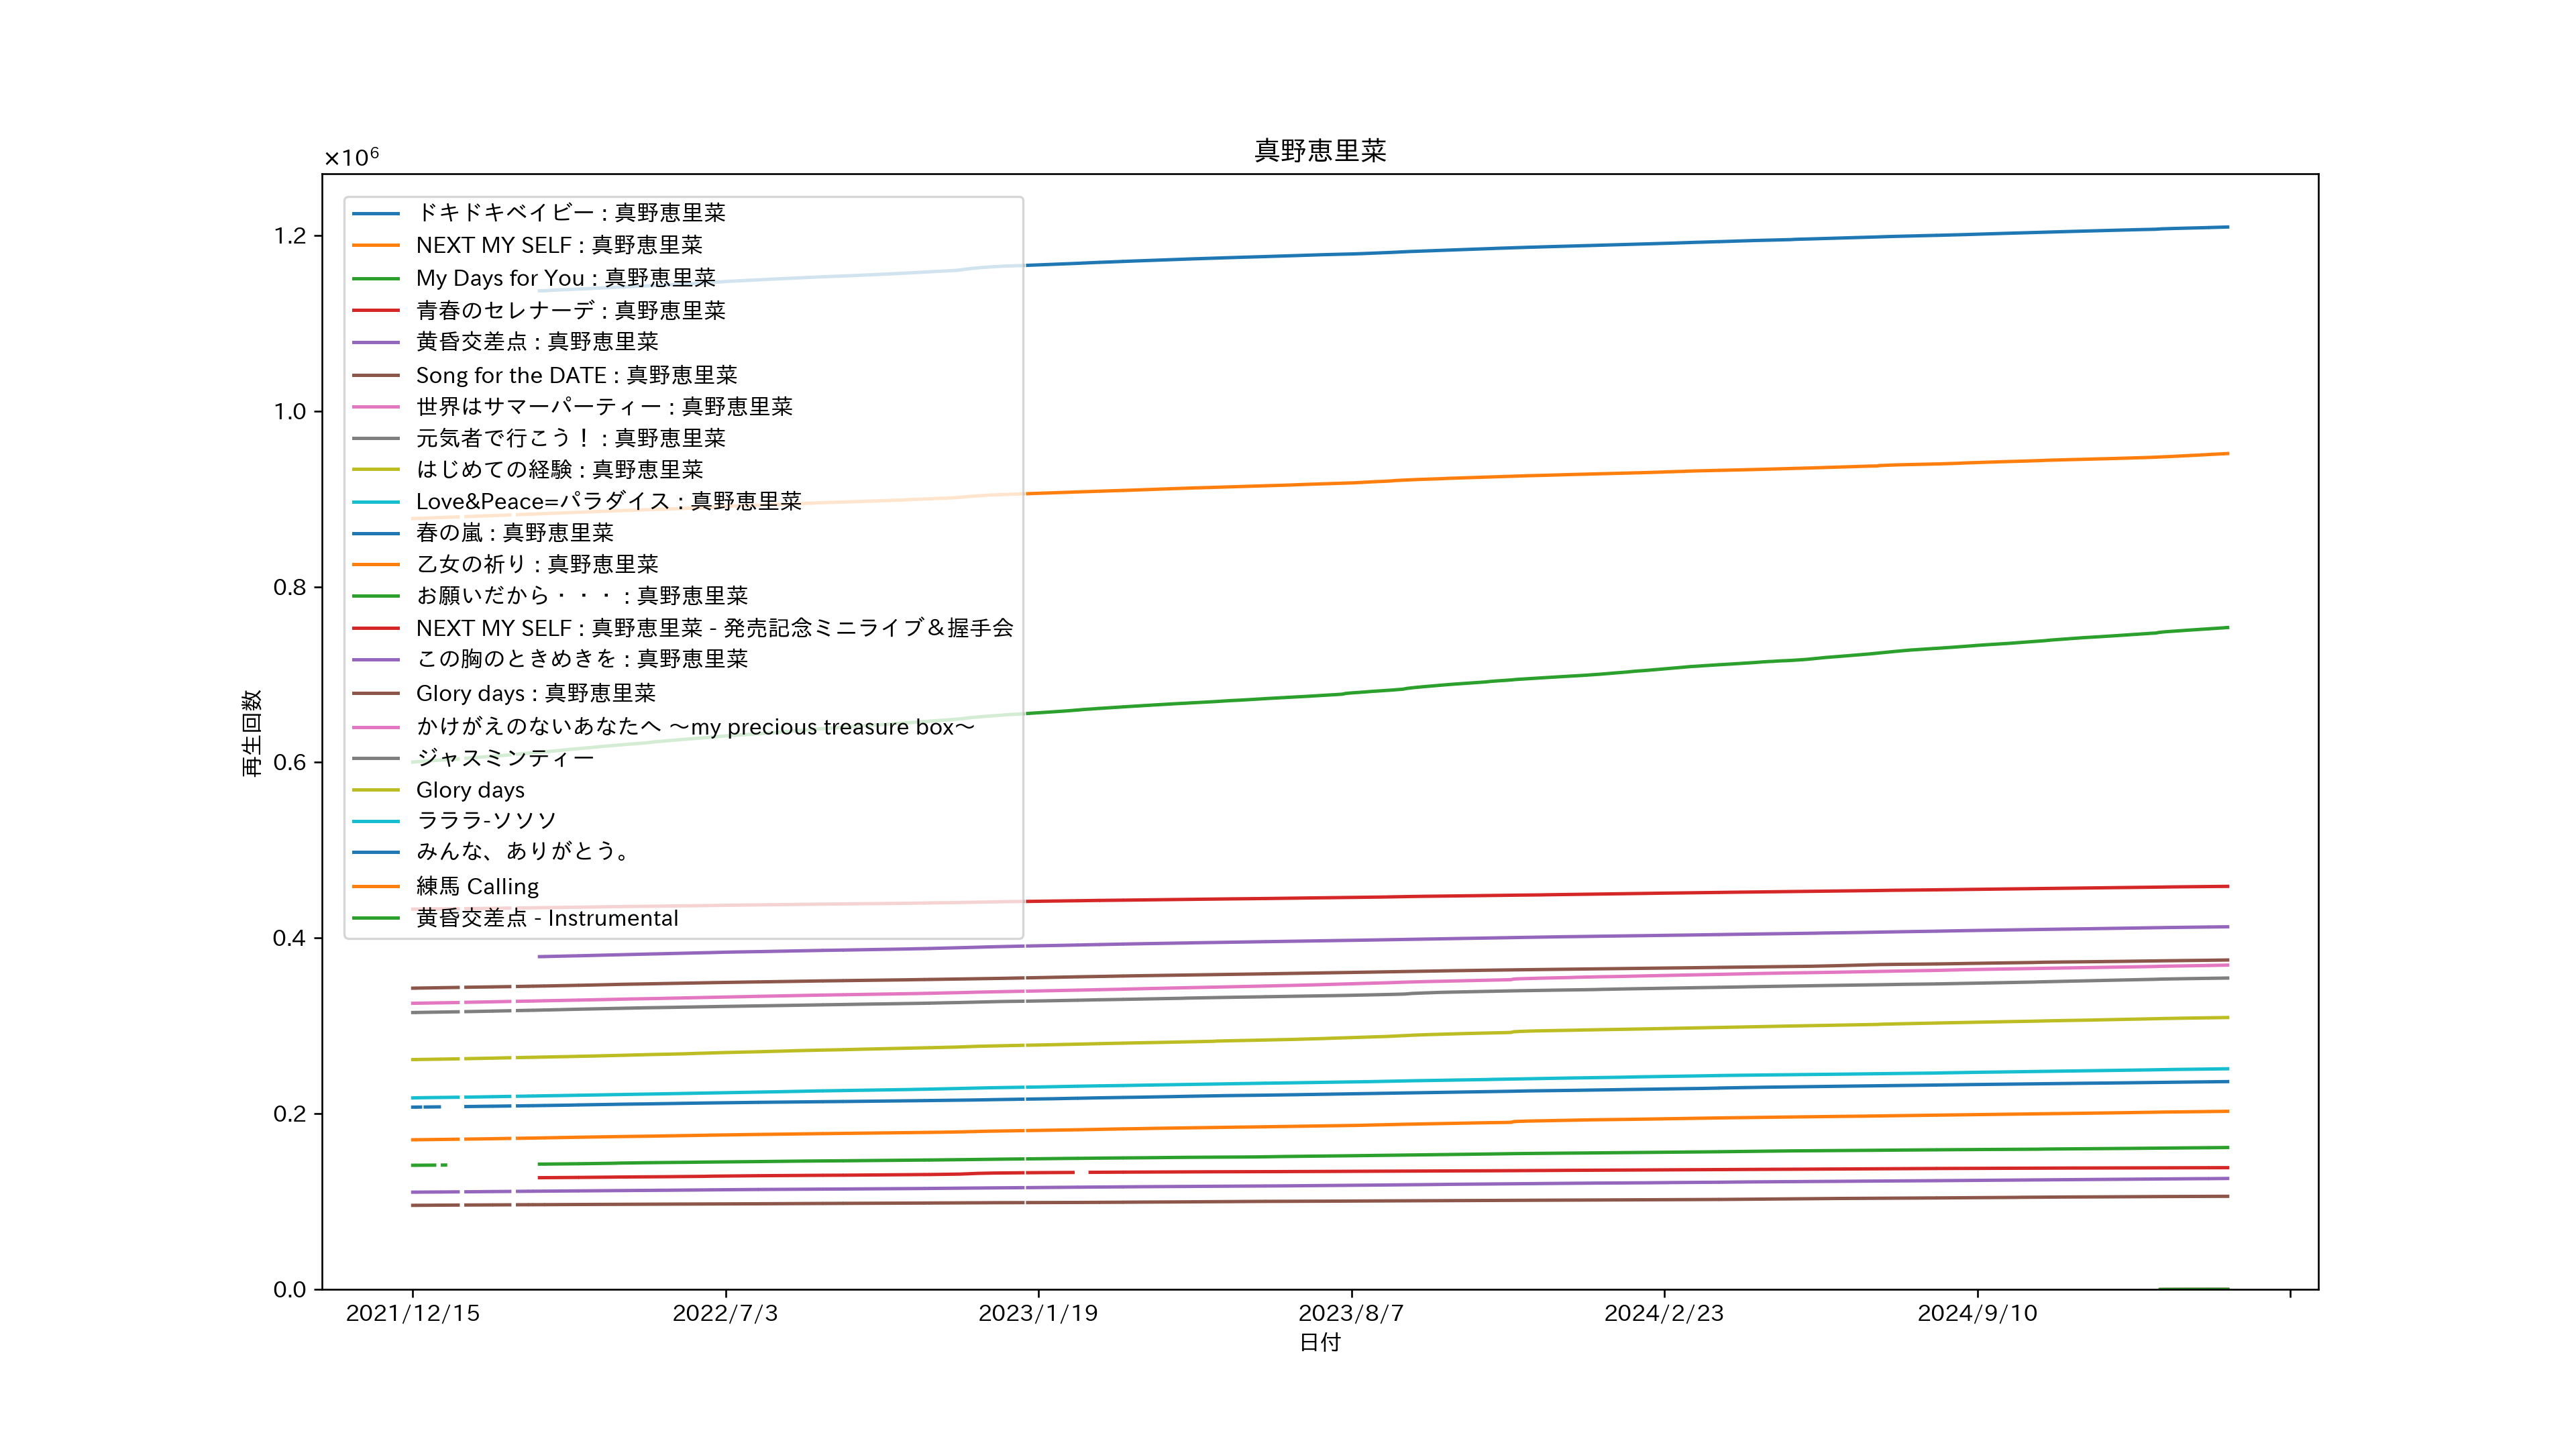 真野恵里菜
×10⁶
ドキドキベイビー : 真野恵里菜
NEXT MY SELF : 真野恵里菜
My Days for You : 真野恵里菜
青春のセレナーデ : 真野恵里菜
黄昏交差点 : 真野恵里菜
Song for the DATE : 真野恵里菜
世界はサマーパーティー : 真野恵里菜
元気者で行こう！ : 真野恵里菜
はじめての経験 : 真野恵里菜
Love&Peace=パラダイス : 真野恵里菜
春の嵐 : 真野恵里菜
乙女の祈り : 真野恵里菜
お願いだから・・・ : 真野恵里菜
NEXT MY SELF : 真野恵里菜 - 発売記念ミニライブ＆握手会
この胸のときめきを : 真野恵里菜
Glory days : 真野恵里菜
かけがえのないあなたへ 〜my precious treasure box〜
ジャスミンティー
Glory days
ラララ-ソソソ
みんな、ありがとう。
練馬 Calling
黄昏交差点 - Instrumental
1.2
1.0
0.8
0.6
0.4
0.2
0.0
再生回数
2021/12/15
2022/7/3
2023/1/19
2023/8/7
2024/2/23
2024/9/10
日付